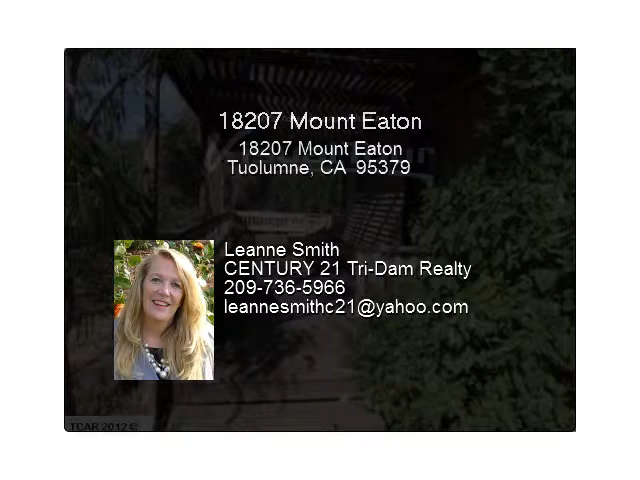 18207 Mount Eaton
18207 Mount Eaton
Tuolumne, CA 95379
Leanne Smith
CENTURY 21 Tri-Dam Realty
209-736-5966
leannesmithc21@yahoo.com
TCAR 2012 ©